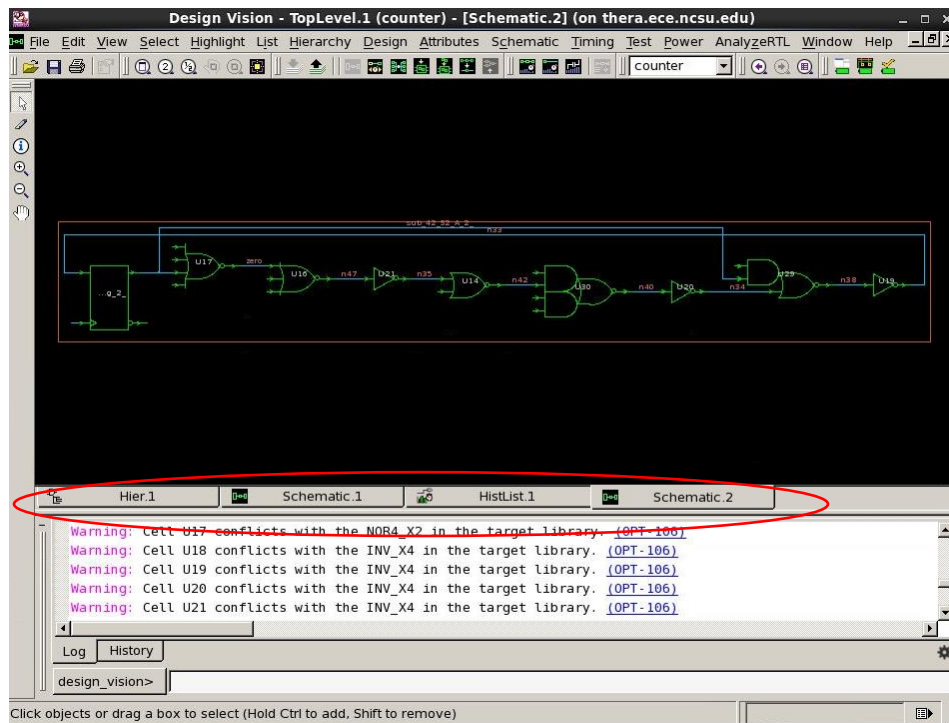 Design Vision - TopLevel.1 (counter) - [Schematic.2] (on thera.ece.ncsu.edu)
File Edit View Select Highlight List Hierarchy Design Attributes Schematic Timing Test Power AnalyzeRTL Window Help
counter
sub_42_S2_A_2_
n33
U17 zero U16 n47 U21 n35 U14 n42 U30 n40 U20 n34 U29 n38 U19
...g_2_
Hier.1 Schematic.1 HistList.1 Schematic.2
Warning: Cell U17 conflicts with the NOR4_X2 in the target library. (OPT-106)
Warning: Cell U18 conflicts with the INV_X4 in the target library. (OPT-106)
Warning: Cell U19 conflicts with the INV_X4 in the target library. (OPT-106)
Warning: Cell U20 conflicts with the INV_X4 in the target library. (OPT-106)
Warning: Cell U21 conflicts with the INV_X4 in the target library. (OPT-106)
Log History
design_vision>
Click objects or drag a box to select (Hold Ctrl to add, Shift to remove)